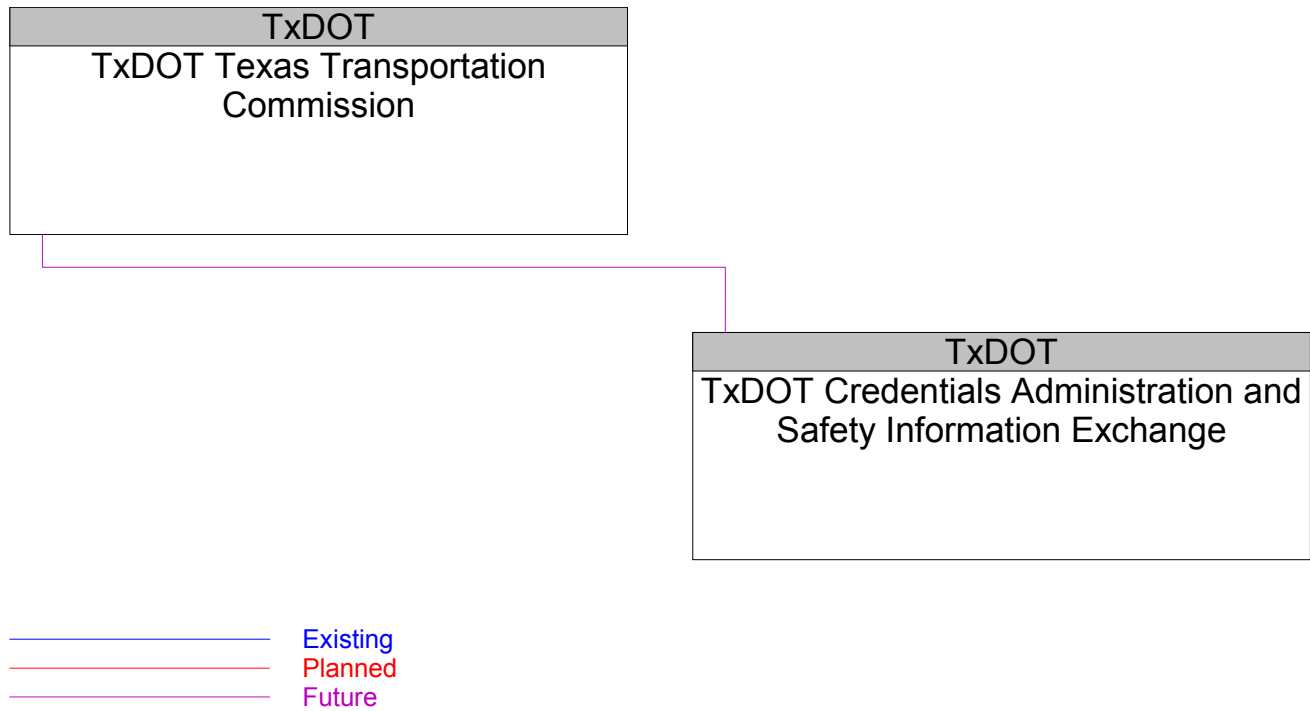 TxDOT
TxDOT Texas Transportation
Commission
TxDOT
TxDOT Credentials Administration and
Safety Information Exchange
Existing
Planned
Future